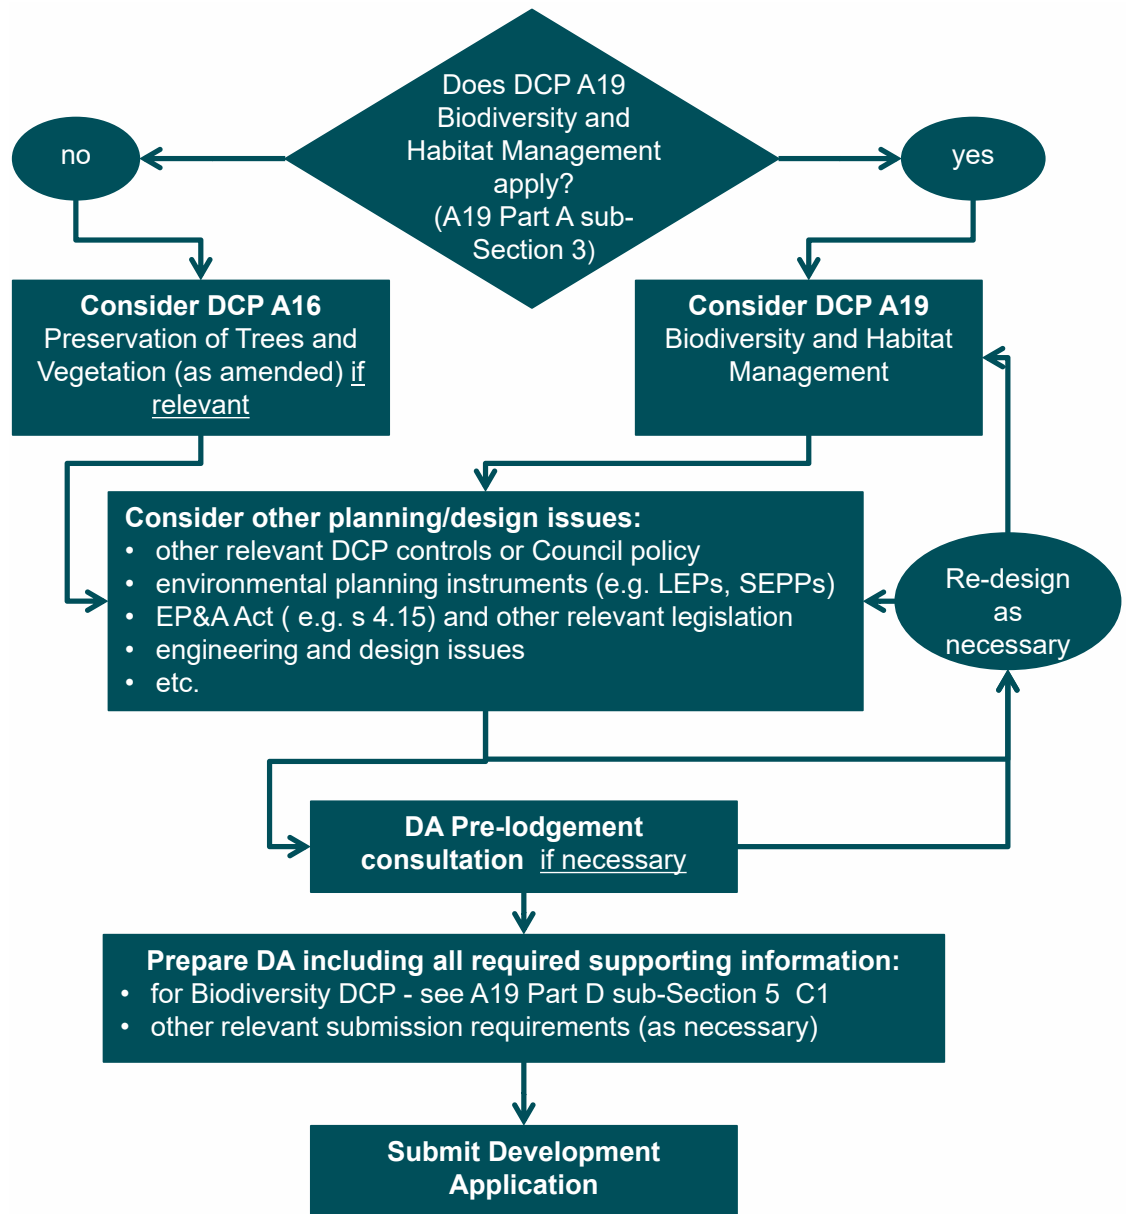 Does DCP A19
Biodiversity and
Habitat Management
apply?
(A19 Part A sub-
Section 3)
no
yes
Consider DCP A16
Preservation of Trees and
Vegetation (as amended) if
relevant
Consider DCP A19
Biodiversity and Habitat
Management
Consider other planning/design issues:
• other relevant DCP controls or Council policy
• environmental planning instruments (e.g. LEPs, SEPPs)
• EP&A Act ( e.g. s 4.15) and other relevant legislation
• engineering and design issues
• etc.
Re-design
as
necessary
DA Pre-lodgement
consultation if necessary
Prepare DA including all required supporting information:
• for Biodiversity DCP - see A19 Part D sub-Section 5 C1
• other relevant submission requirements (as necessary)
Submit Development
Application